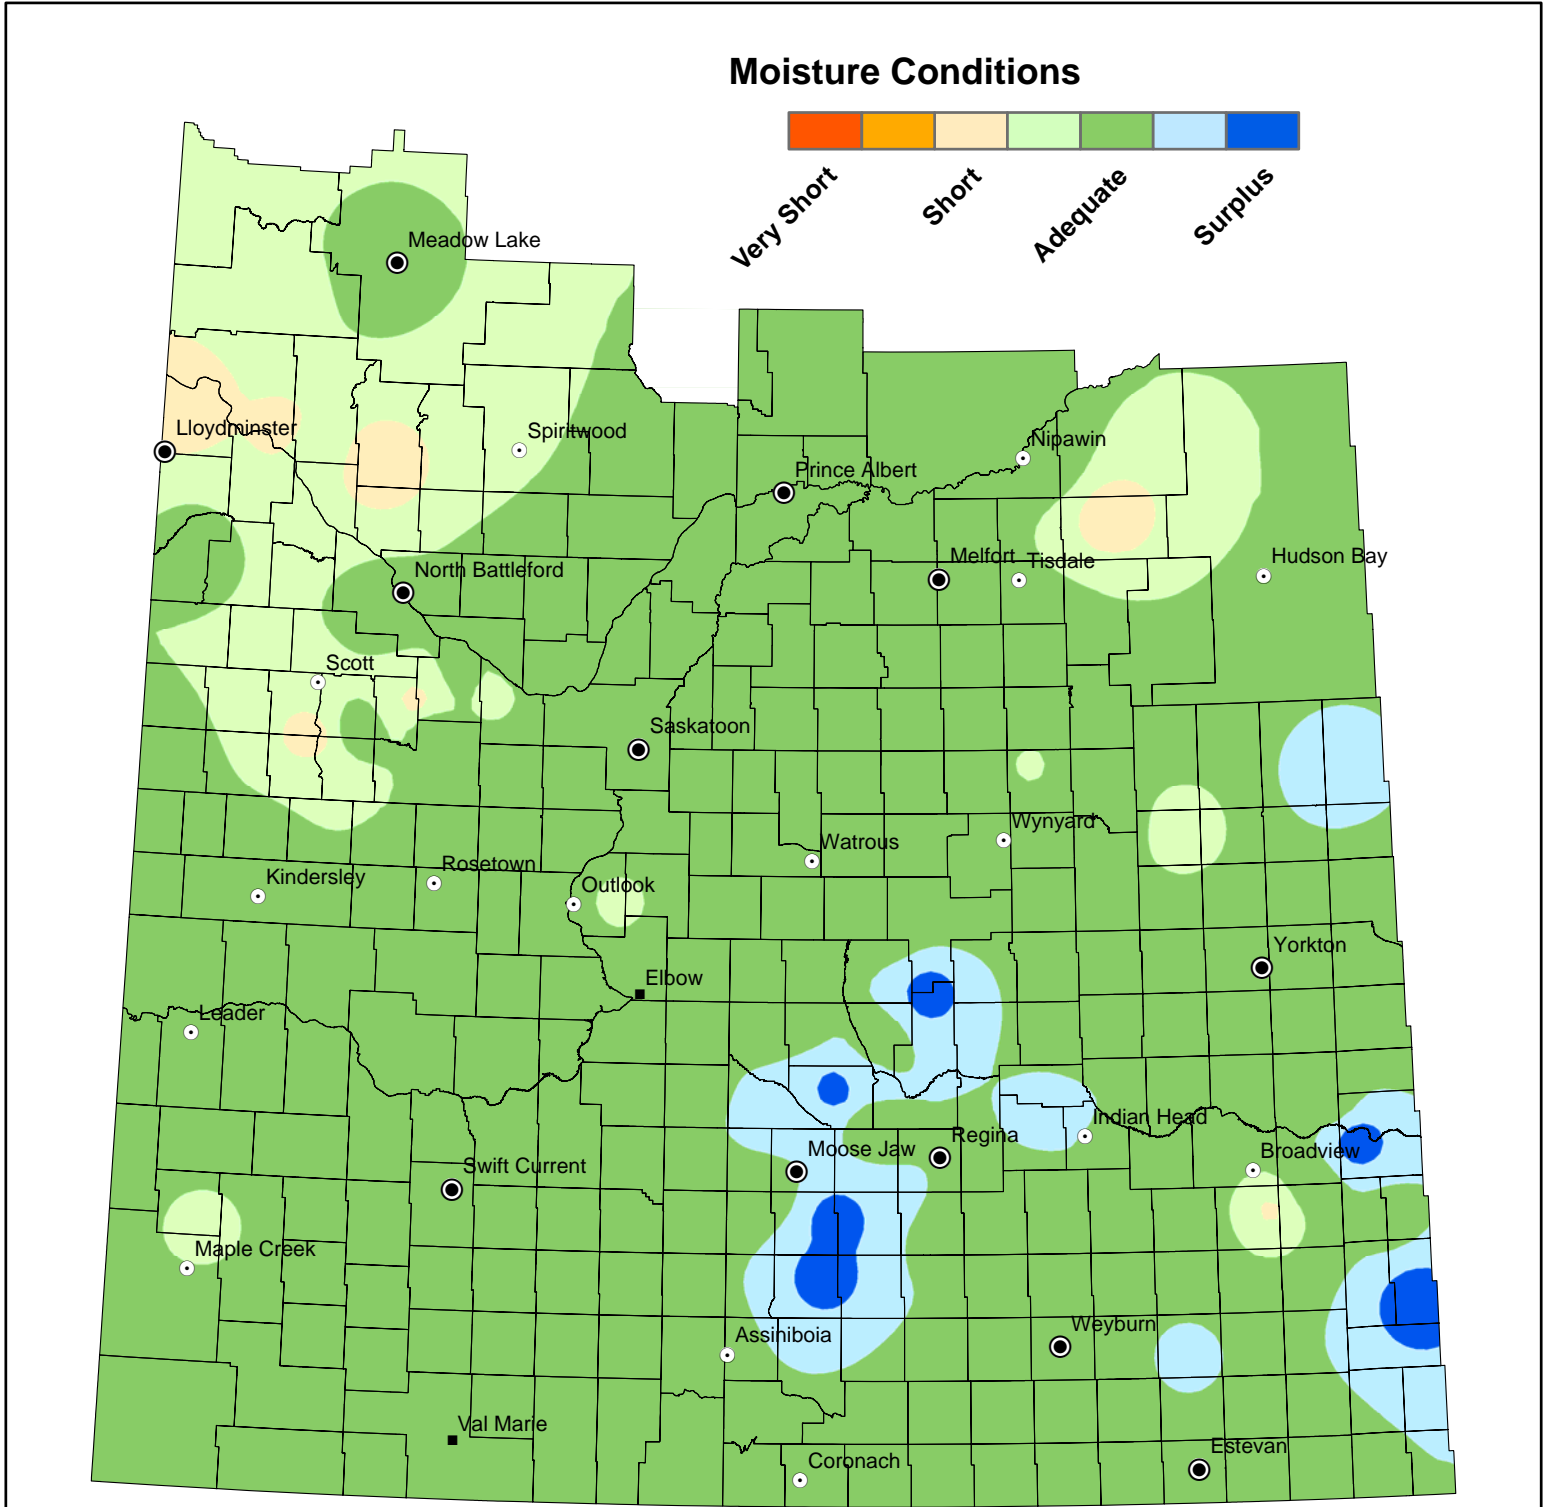 Moisture Conditions
Very Short
Short
Adequate
Surplus
Meadow Lake
Lloydminster
Spiritwood
Nipawin
Prince Albert
North Battleford
Melfort
Tisdale
Hudson Bay
Scott
Saskatoon
Wynyard
Watrous
Rosetown
Kindersley
Outlook
Yorkton
Elbow
Leader
Indian Head
Regina
Moose Jaw
Broadview
Swift Current
Maple Creek
Weyburn
Assiniboia
Val Marie
Estevan
Coronach